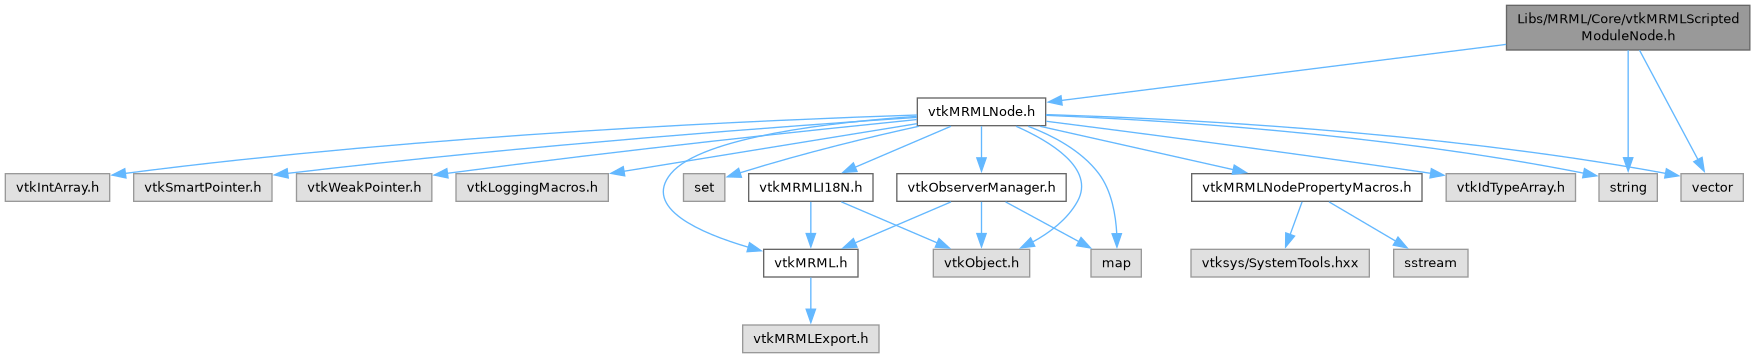 Libs/MRML/Core/vtkMRMLScripted
ModuleNode.h
vtkMRMLNode.h
vtkIntArray.h
vtkSmartPointer.h
vtkWeakPointer.h
vtkLoggingMacros.h
set
vtkMRMLI18N.h
vtkObserverManager.h
vtkMRMLNodePropertyMacros.h
vtkIdTypeArray.h
string
vector
vtkMRML.h
vtkObject.h
map
vtksys/SystemTools.hxx
sstream
vtkMRMLExport.h